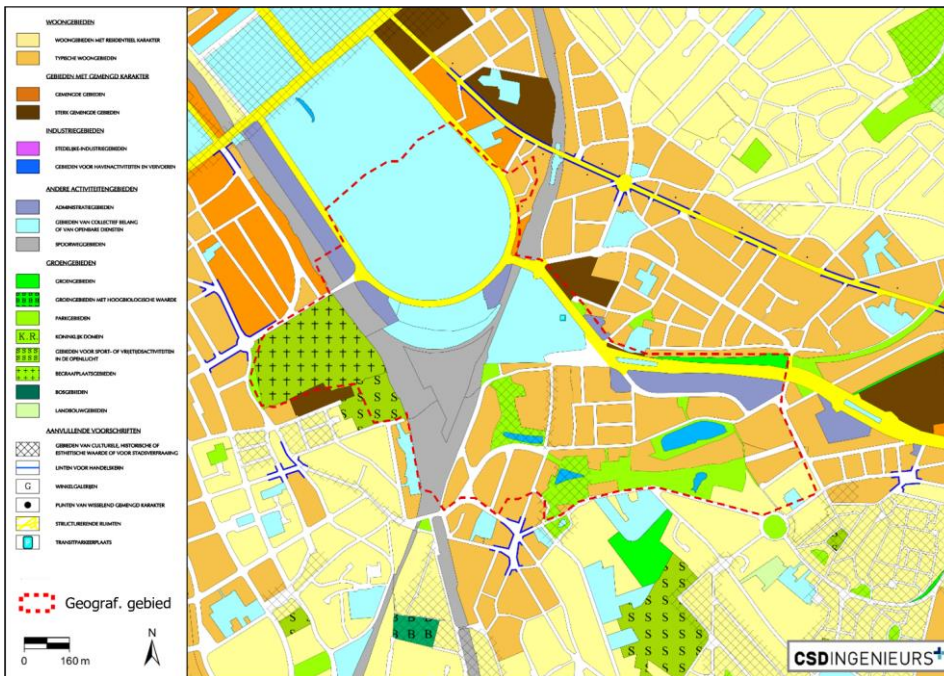 WOONGEBIEDEN
WOONGEBIEDEN MET RESIDENTIEEL KARAKTER
TYPISCHE WOONGEBIEDEN
GEBIEDEN MET GEMENGD KARAKTER
GEMENGDE GEBIEDEN
STERK GEMENGDE GEBIEDEN
INDUSTRIEGEBIEDEN
STEDELIJKE-INDUSTRIEGEBIEDEN
GEBIEDEN VOOR HAVENACTIVITEITEN EN VERVOEREN
ANDERE ACTIVITEITENGEBIEDEN
ADMINISTRATIEGEBIEDEN
GEBIEDEN VAN COLLECTIEF BELANG
OF VAN OPENBARE DIENSTEN
SPOORWEGGEBIEDEN
GROENGEBIEDEN
GROENGEBIEDEN
GROENGEBIEDEN MET HOOGBIOLOGISCHE WAARDE
PARKGEBIEDEN
K.R. KONINKLIJK DOMEIN
GEBIEDEN VOOR SPORT- OF VRIJETIJDSACTIVITEITEN
IN DE OPENLUCHT
BEGRAAFPLAATSGEBIEDEN
BOSGEBIEDEN
LANDBOUWGEBIEDEN
AANVULLENDE VOORSCHRIFTEN
GEBIEDEN VAN CULTURELE, HISTORISCHE OF
ESTHETISCHE WAARDE OF VOOR STADSVERFRAAIING
LINTEN VOOR HANDELSKERN
G WINKELGALERIJEN
PUNTEN VAN WISSELEND GEMENGD KARAKTER
STRUCTURERENDE RUIMTEN
TRANSITPARKEERPLAATS
Geograf. gebied
N
0 160 m
S S
S S S
S S
S S
B B B
B B
S S
S S S
S S S
S S S
S S S
CSDINGENIEURS+